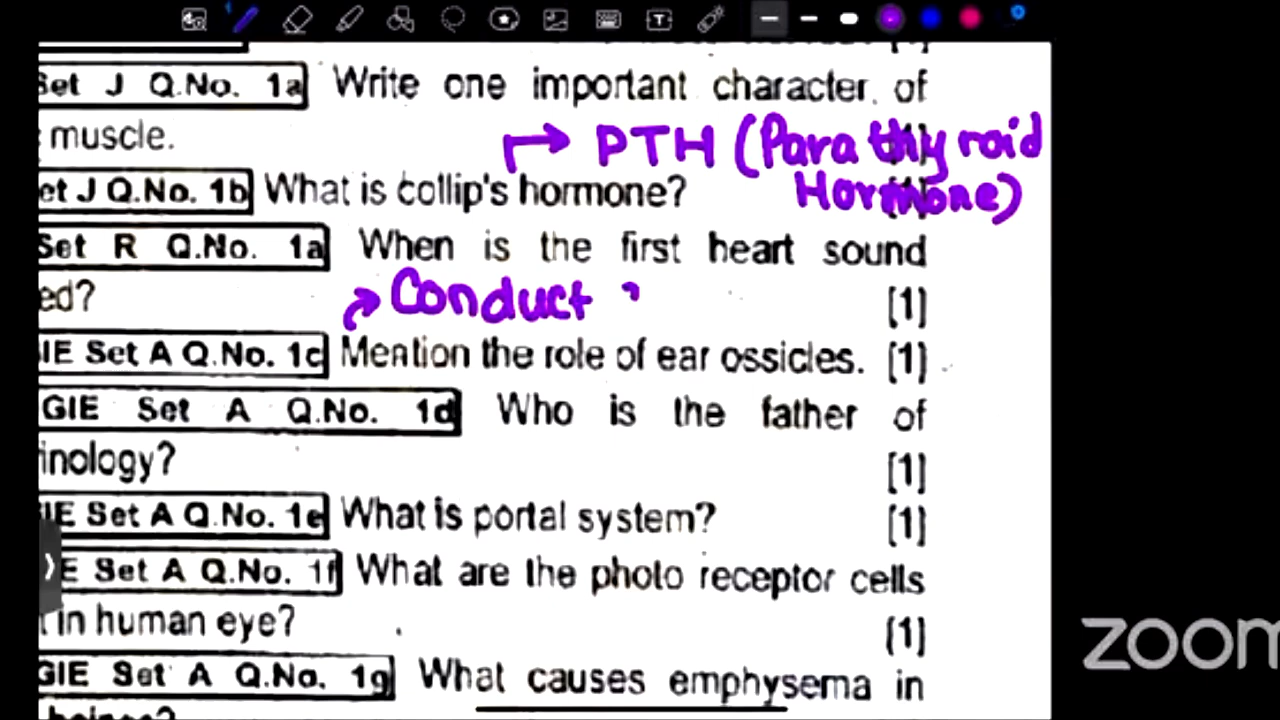 Set J Q.No. 1a Write one important character of
muscle.
PTH (Para thyroid
Hormone)
et J Q.No. 1b What is collip's hormone?
Set R Q.No. 1a When is the first heart sound
ed? [1]
Conduct
IE Set A Q.No. 1c Mention the role of ear ossicles. [1]
GIE Set A Q.No. 1d Who is the father of
inology? [1]
IE Set A Q.No. 1e What is portal system? [1]
E Set A Q.No. 1f What are the photo receptor cells
in human eye? [1]
GIE Set A Q.No. 1g What causes emphysema in
zoom